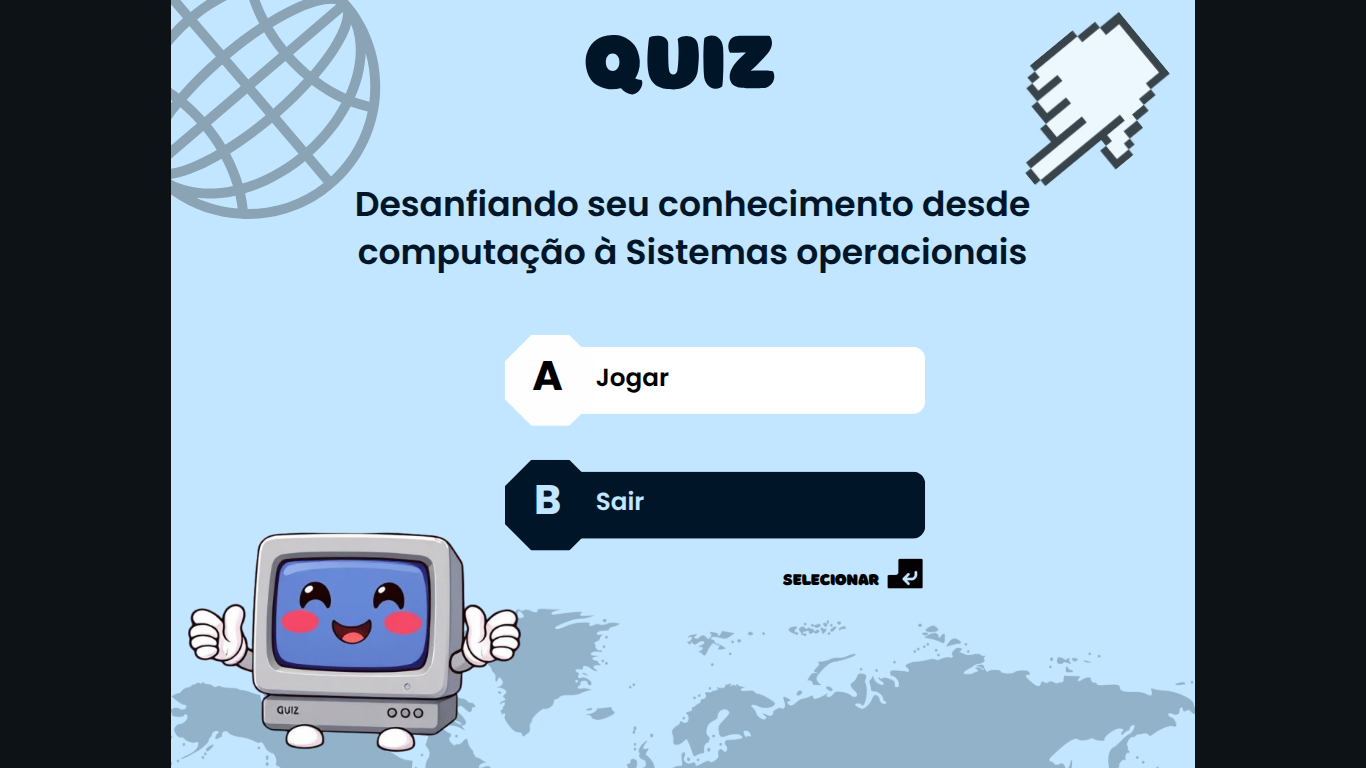 QUIZ
Desanfiando seu conhecimento desde
computação à Sistemas operacionais
A Jogar
B Sair
SELECIONAR
QUIZ